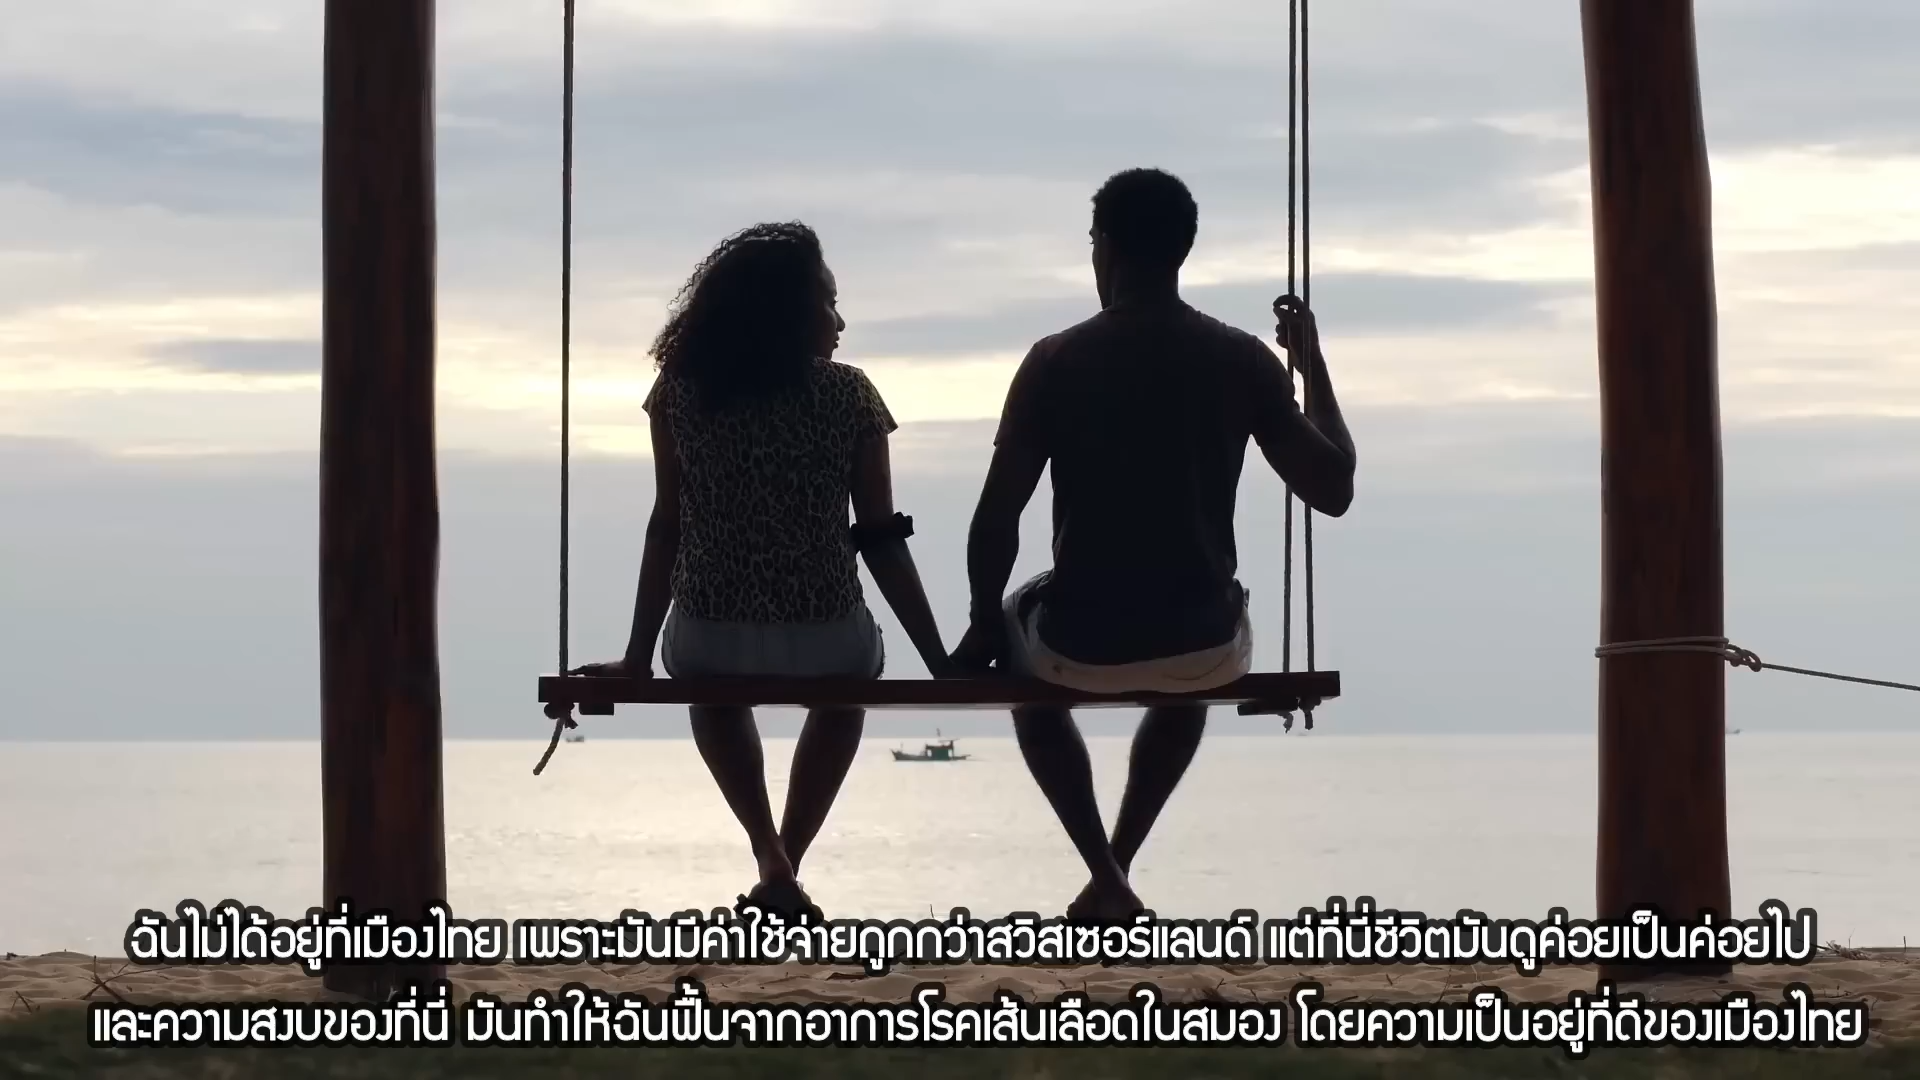 ฉันไม่ได้อยู่ที่เมืองไทย เพราะมันมีค่าใช้จ่ายถูกกว่าสวิสเซอร์แลนด์ แต่ที่นี่ชีวิตมันดูค่อยเป็นค่อยไป
และความสงบของที่นี่ มันทำให้ฉันฟื้นจากอาการโรคเส้นเลือดในสมอง โดยความเป็นอยู่ที่ดีของเมืองไทย